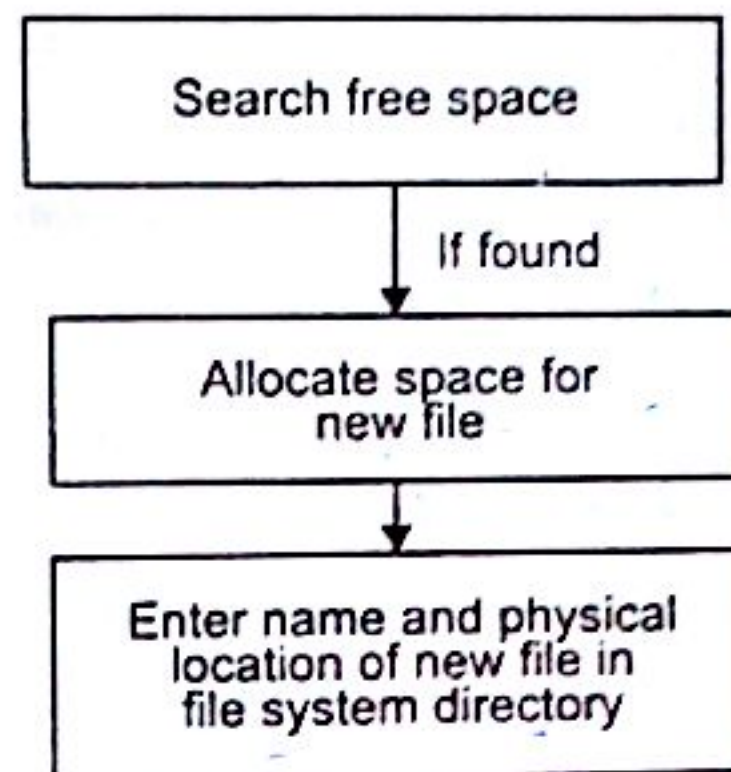 Search free space
If found
Allocate space for
new file
Enter name and physical
location of new file in
file system directory